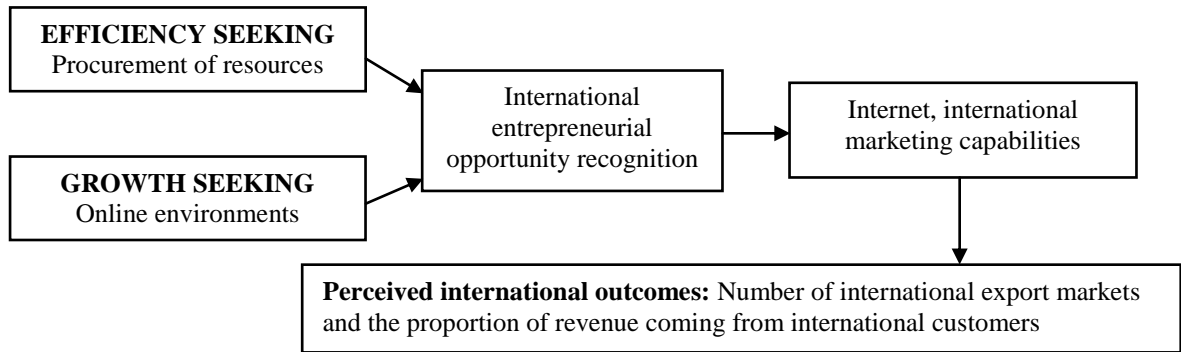 EFFICIENCY SEEKING
Procurement of resources
GROWTH SEEKING
Online environments
International
entrepreneurial
opportunity recognition
Internet, international
marketing capabilities
Perceived international outcomes: Number of international export markets
and the proportion of revenue coming from international customers